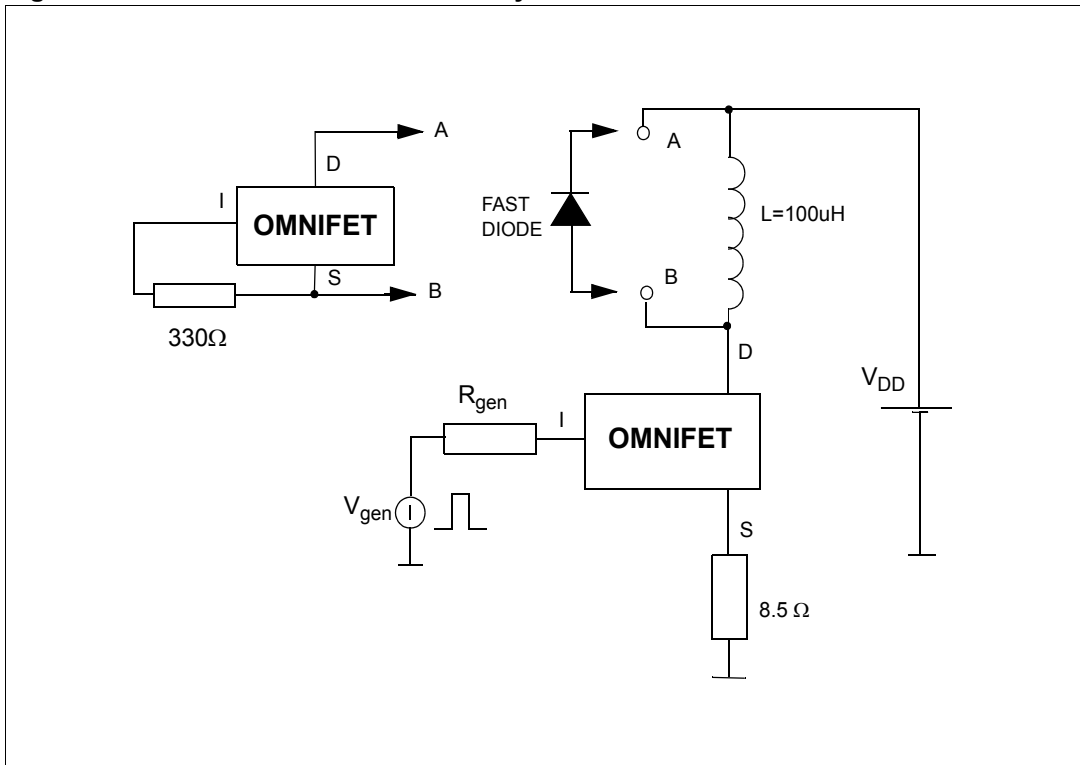 A
D
I
OMNIFET
S
B
330Ω
A
FAST
DIODE
L=100uH
B
D
VDD
Rgen
I
OMNIFET
Vgen
I
S
8.5 Ω